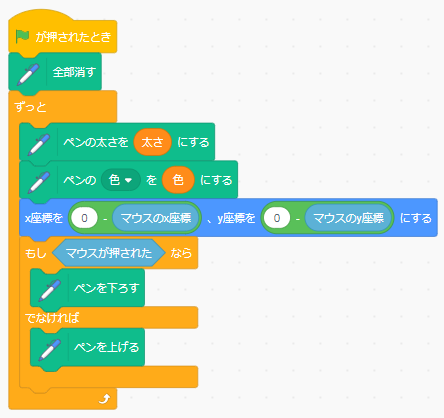 が押されたとき
全部消す
ずっと
ペンの太さを 太さ にする
ペンの 色 を 色 にする
x座標を 0 - マウスのx座標 、y座標を 0 - マウスのy座標 にする
もし マウスが押された なら
ペンを下ろす
でなければ
ペンを上げる